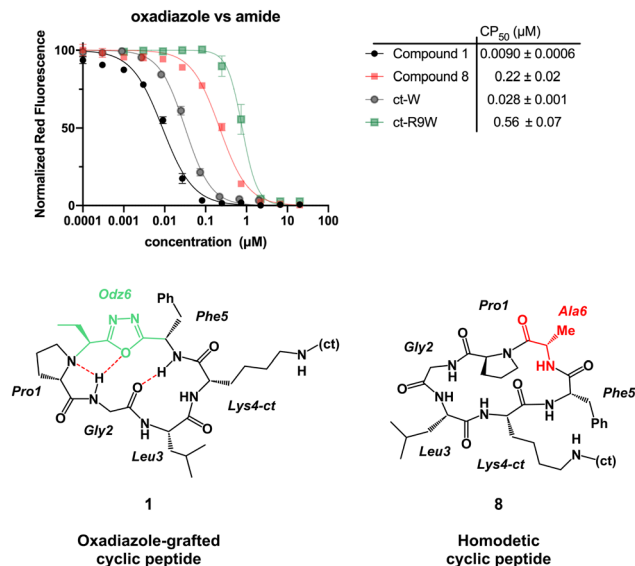 oxadiazole vs amide
Normalized Red Fluorescence
100
50
0
0.0001 0.001 0.01 0.1 1 10 100
concentration (µM)
CP50 (µM)
Compound 1 0.0090 ± 0.0006
Compound 8 0.22 ± 0.02
ct-W 0.028 ± 0.001
ct-R9W 0.56 ± 0.07
Odz6
Ph
Phe5
N N
O
N
H
H
N
(ct)
H
N
Pro1
O
N
H
O
Gly2
O
N
H
HN
O
O
Lys4-ct
Leu3
1
Oxadiazole-grafted
cyclic peptide
Pro1
O
Ala6
Me
Gly2
O
N
HN
HN
O
Phe5
O
NH
H
N
O
N
H
O
Ph
Leu3
Lys4-ct
H
N
(ct)
8
Homodetic
cyclic peptide